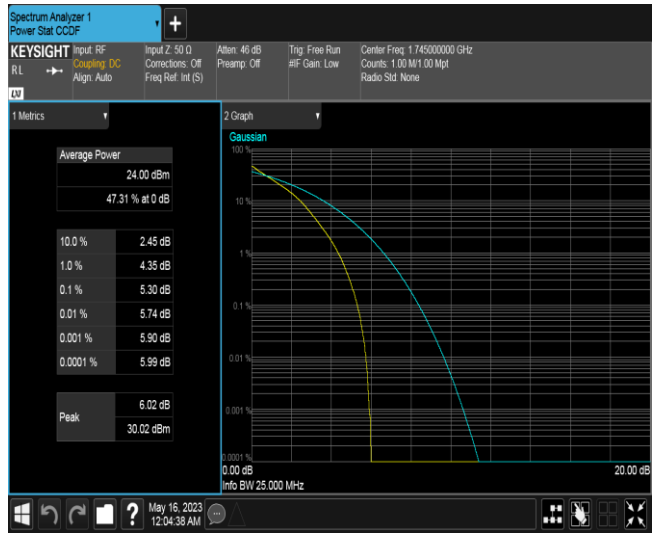 Spectrum Analyzer 1
Power Stat CCDF
+
KEYSIGHT
RL
LXI
Input: RF
Coupling: DC
Align: Auto
Input Z: 50 Ω
Corrections: Off
Freq Ref: Int (S)
Atten: 46 dB
Preamp: Off
Trig: Free Run
#IF Gain: Low
Center Freq: 1.745000000 GHz
Counts: 1.00 M/1.00 Mpt
Radio Std: None
1 Metrics
Average Power
24.00 dBm
47.31 % at 0 dB
10.0 % 2.45 dB
1.0 % 4.35 dB
0.1 % 5.30 dB
0.01 % 5.74 dB
0.001 % 5.90 dB
0.0001 % 5.99 dB
Peak
6.02 dB
30.02 dBm
2 Graph
Gaussian
100 %
10 %
1 %
0.1 %
0.01 %
0.001 %
0.0001 %
0.00 dB 20.00 dB
Info BW 25.000 MHz
?
May 16, 2023
12:04:38 AM